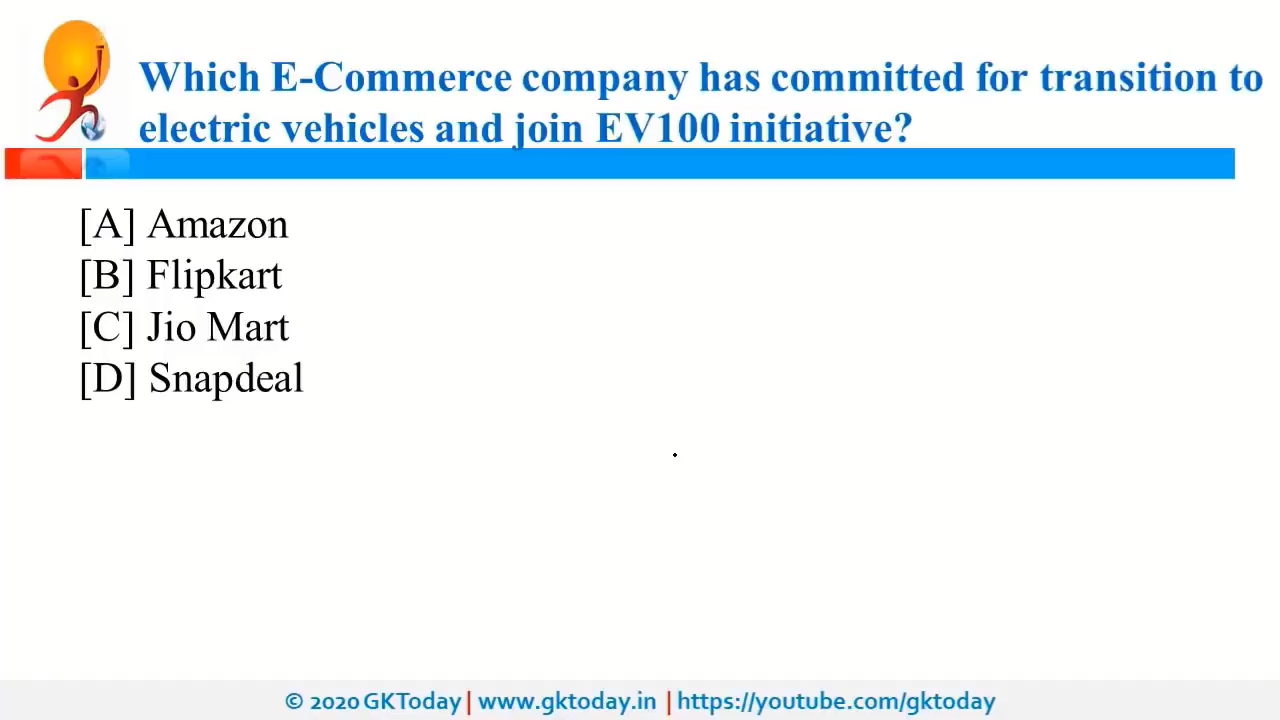 Which E-Commerce company has committed for transition to
electric vehicles and join EV100 initiative?
[A] Amazon
[B] Flipkart
[C] Jio Mart
[D] Snapdeal
© 2020 GKToday | www.gktoday.in | https://youtube.com/gktoday